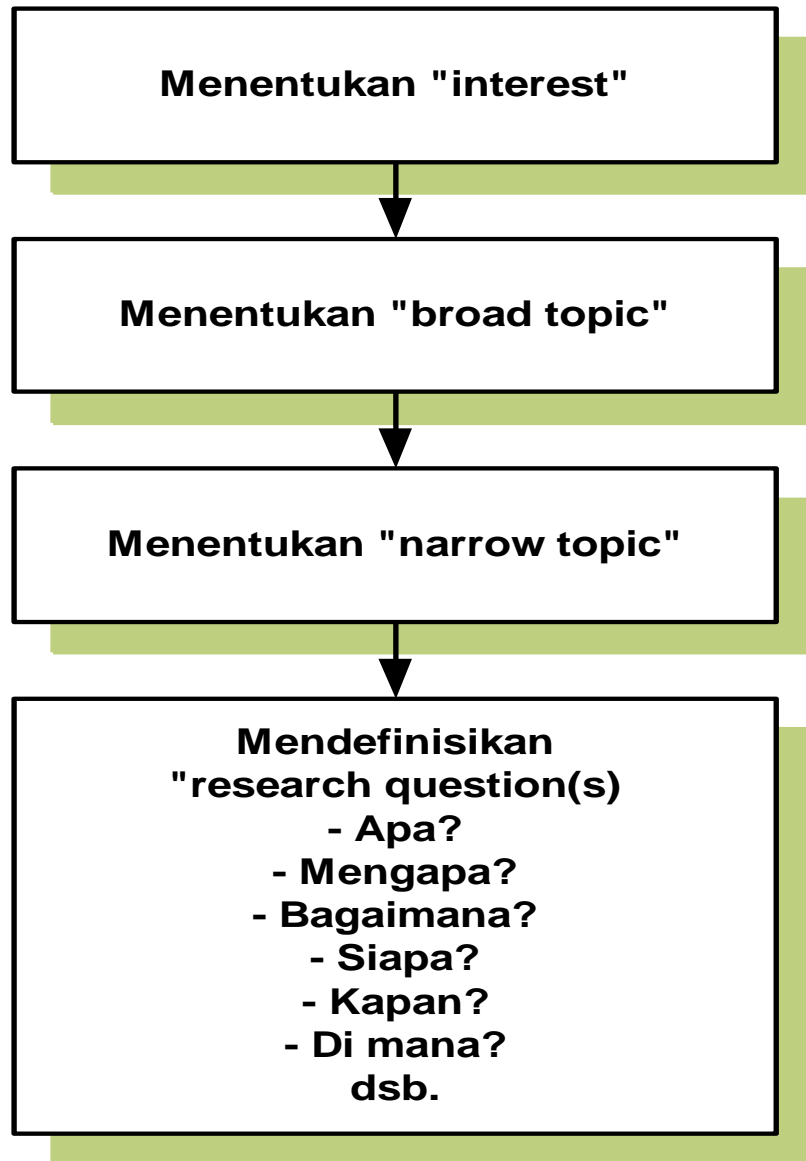 Menentukan "interest"
Menentukan "broad topic"
Menentukan "narrow topic"
Mendefinisikan
"research question(s)
- Apa?
- Mengapa?
- Bagaimana?
- Siapa?
- Kapan?
- Di mana?
dsb.